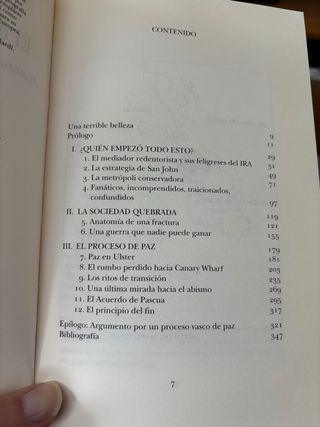 CONTENIDO
Una terrible belleza 9
Prólogo 11
I. ¿QUIÉN EMPEZÓ TODO ESTO? 29
1. El mediador redentorista y sus feligreses del IRA 31
2. La estrategia de San John 49
3. La metrópoli conservadora 71
4. Fanáticos, incomprendidos, traicionados,
confundidos 97
II. LA SOCIEDAD QUEBRADA 119
5. Anatomía de una fractura 121
6. Una guerra que nadie puede ganar 155
III. EL PROCESO DE PAZ 179
7. Paz en Ulster 181
8. El rumbo perdido hacia Canary Wharf 203
9. Los ritos de transición 235
10. Una última mirada hacia el abismo 269
11. El Acuerdo de Pascua 295
12. El principio del fin 317
Epílogo: Argumento por un proceso vasco de paz 321
Bibliografía 347
7